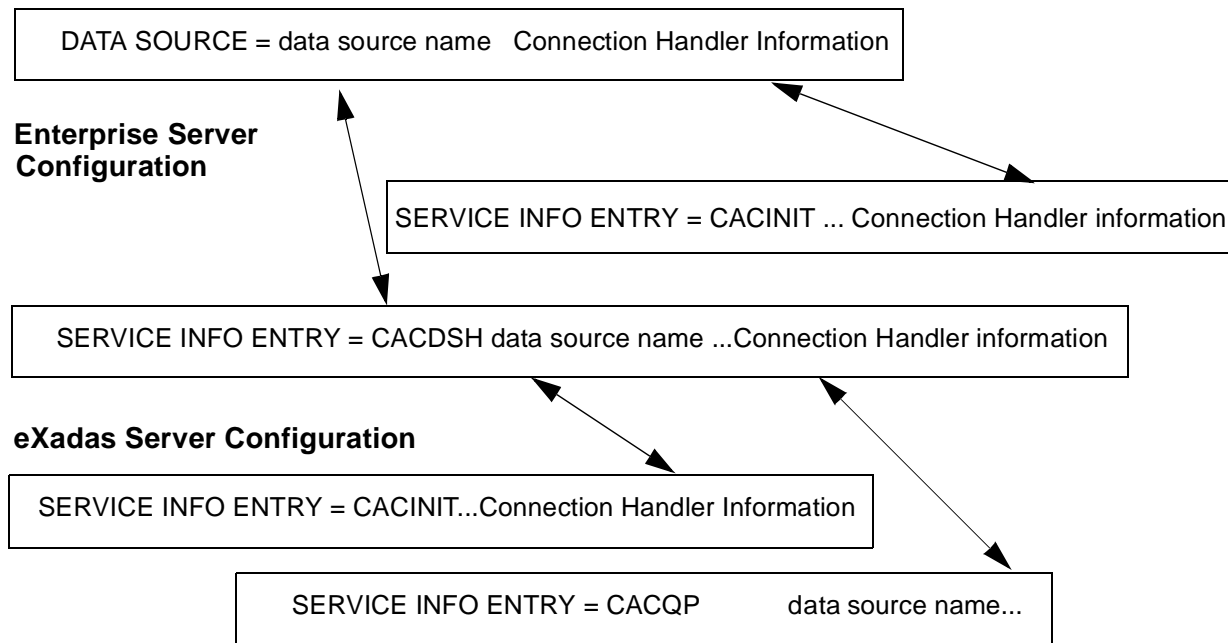 DATA SOURCE = data source name Connection Handler Information
Enterprise Server
Configuration
SERVICE INFO ENTRY = CACINIT ... Connection Handler information
SERVICE INFO ENTRY = CACDSH data source name ...Connection Handler information
eXadas Server Configuration
SERVICE INFO ENTRY = CACINIT...Connection Handler Information
SERVICE INFO ENTRY = CACQP data source name...